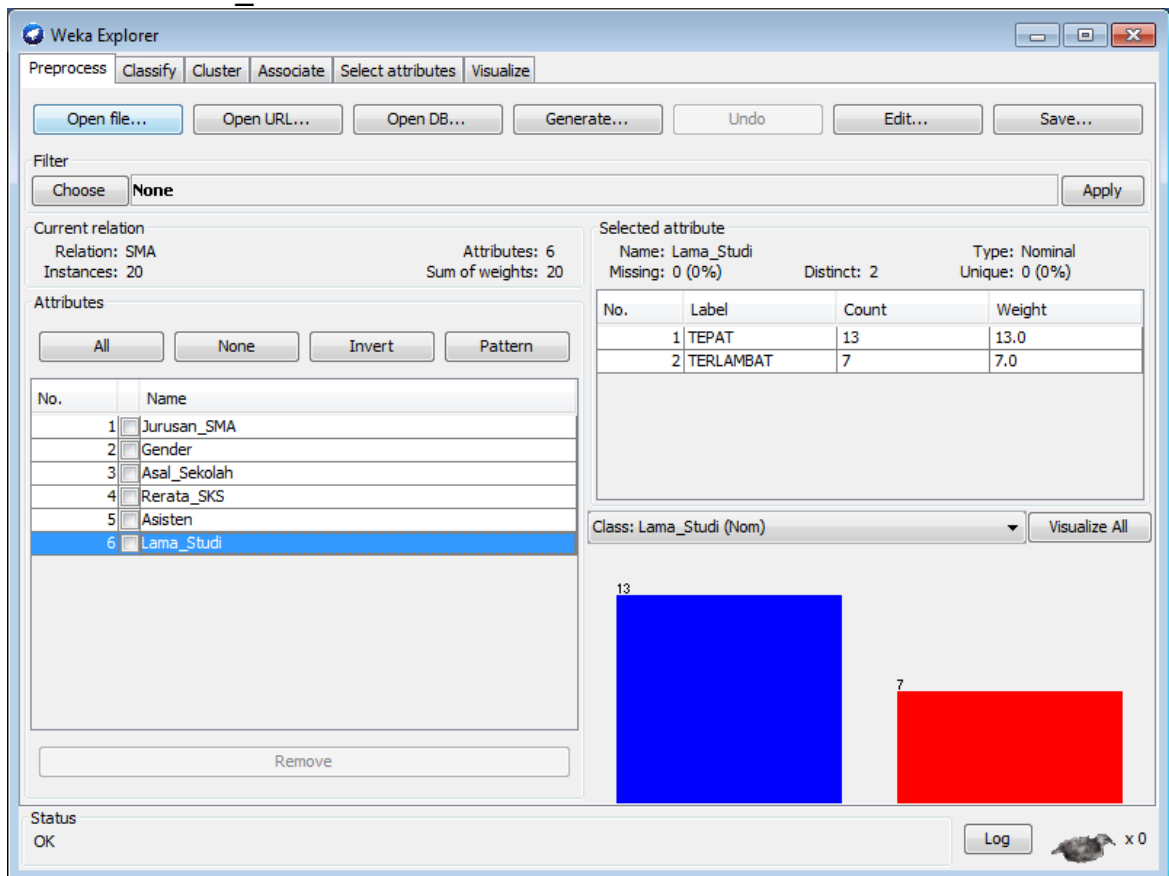 Weka Explorer
Preprocess Classify Cluster Associate Select attributes Visualize
Open file... Open URL... Open DB... Generate... Undo Edit... Save...
Filter
Choose None Apply
Current relation
Relation: SMA Attributes: 6
Instances: 20 Sum of weights: 20
Attributes
All None Invert Pattern
No. Name
1 Jurusan_SMA
2 Gender
3 Asal_Sekolah
4 Rerata_SKS
5 Asisten
6 Lama_Studi
Remove
Selected attribute
Name: Lama_Studi Type: Nominal
Missing: 0 (0%) Distinct: 2 Unique: 0 (0%)
No. Label Count Weight
1 TEPAT 13 13.0
2 TERLAMBAT 7 7.0
Class: Lama_Studi (Nom) Visualize All
13
7
Status
OK
Log x 0